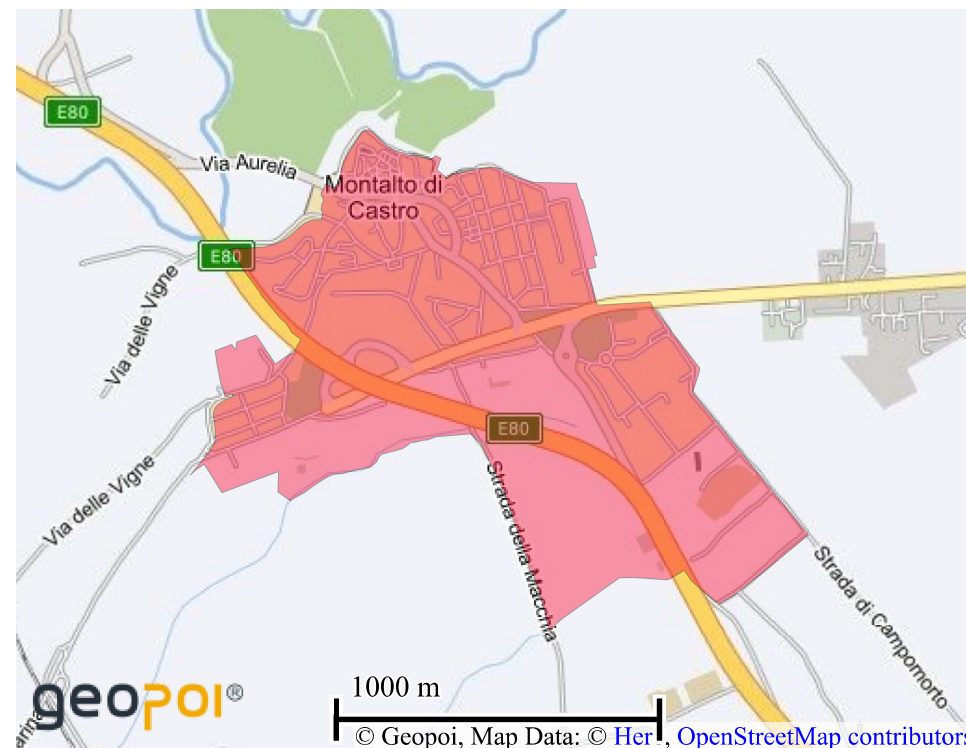 E80
Via Aurelia
Montalto di
Castro
E80
Via delle Vigne
E80
Via delle Vigne
Strada della Macchia
Strada di Campomorto
geopoi®
1000 m
© Geopoi, Map Data: © Her, OpenStreetMap contributors